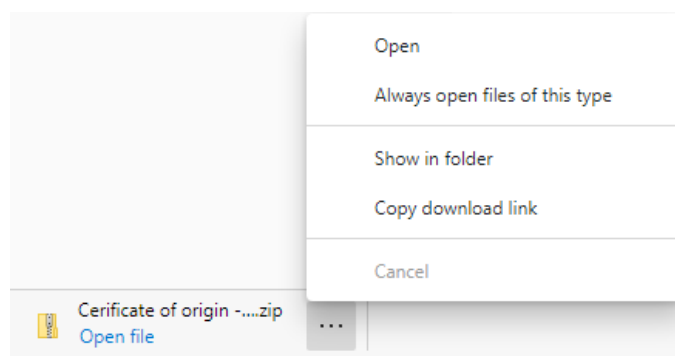 Open
Always open files of this type
Show in folder
Copy download link
Cancel
Cerificate of origin -....zip
Open file